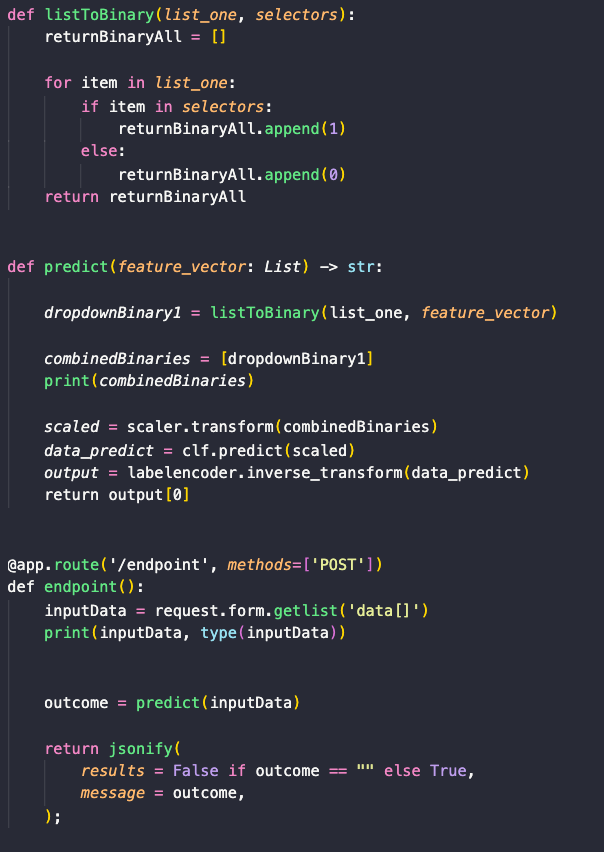 def listToBinary(list_one, selectors):
    returnBinaryAll = []
    for item in list_one:
        if item in selectors:
            returnBinaryAll.append(1)
        else:
            returnBinaryAll.append(0)
    return returnBinaryAll
def predict(feature_vector: List) -> str:
    dropdownBinary1 = listToBinary(list_one, feature_vector)
    combinedBinaries = [dropdownBinary1]
    print(combinedBinaries)
    scaled = scaler.transform(combinedBinaries)
    data_predict = clf.predict(scaled)
    output = labelencoder.inverse_transform(data_predict)
    return output[0]
@app.route('/endpoint', methods=['POST'])
def endpoint():
    inputData = request.form.getlist('data[]')
    print(inputData, type(inputData))
    outcome = predict(inputData)
    return jsonify(
        results = False if outcome == "" else True,
        message = outcome,
    );